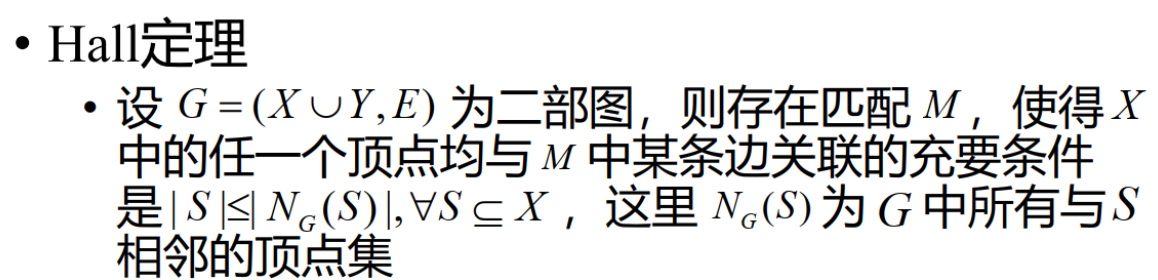 • Hall定理
• 设 G = (X ∪ Y, E) 为二部图，则存在匹配 M ，使得 X
中的任一个顶点均与 M 中某条边关联的充要条件
是 | S |≤| N_G(S) |, ∀S ⊆ X ，这里 N_G(S) 为 G 中所有与 S
相邻的顶点集